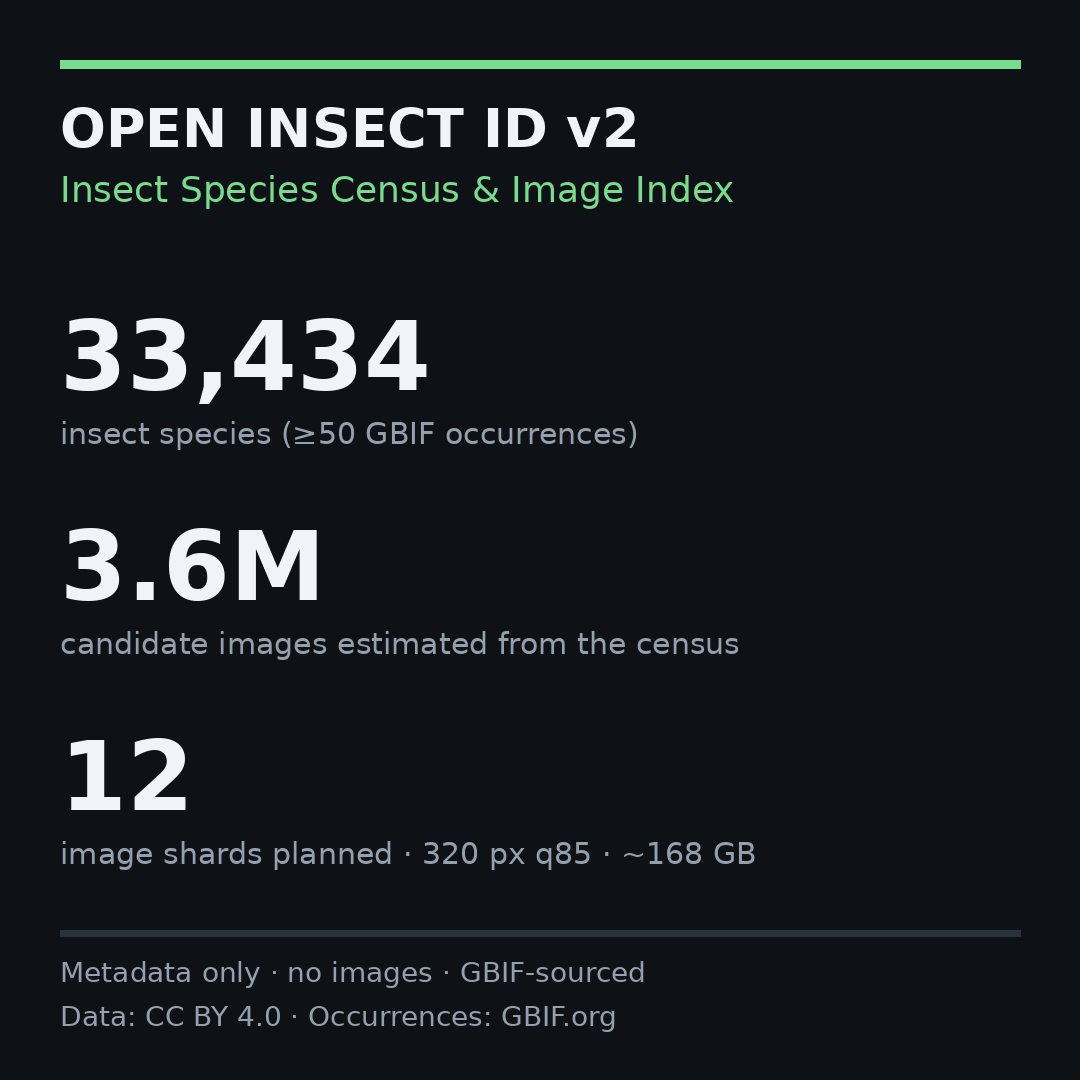 OPEN INSECT ID v2
Insect Species Census & Image Index
33,434
insect species (≥50 GBIF occurrences)
3.6M
candidate images estimated from the census
12
image shards planned · 320 px q85 · ~168 GB
Metadata only · no images · GBIF-sourced
Data: CC BY 4.0 · Occurrences: GBIF.org